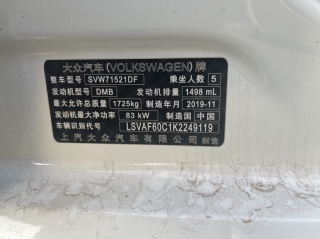 大众汽车(VOLKSWAGEN)牌
整车型号 SVW71521DF 乘坐人数 5
发动机型号 DMB 发动机排量 1498 mL
最大允许总质量 1725kg 制造年月 2019-11
发动机最大净功率 83 kW 制造国 中国
车辆识别代号 LSVAF60C1K2249119
上汽大众汽车有限公司 制造